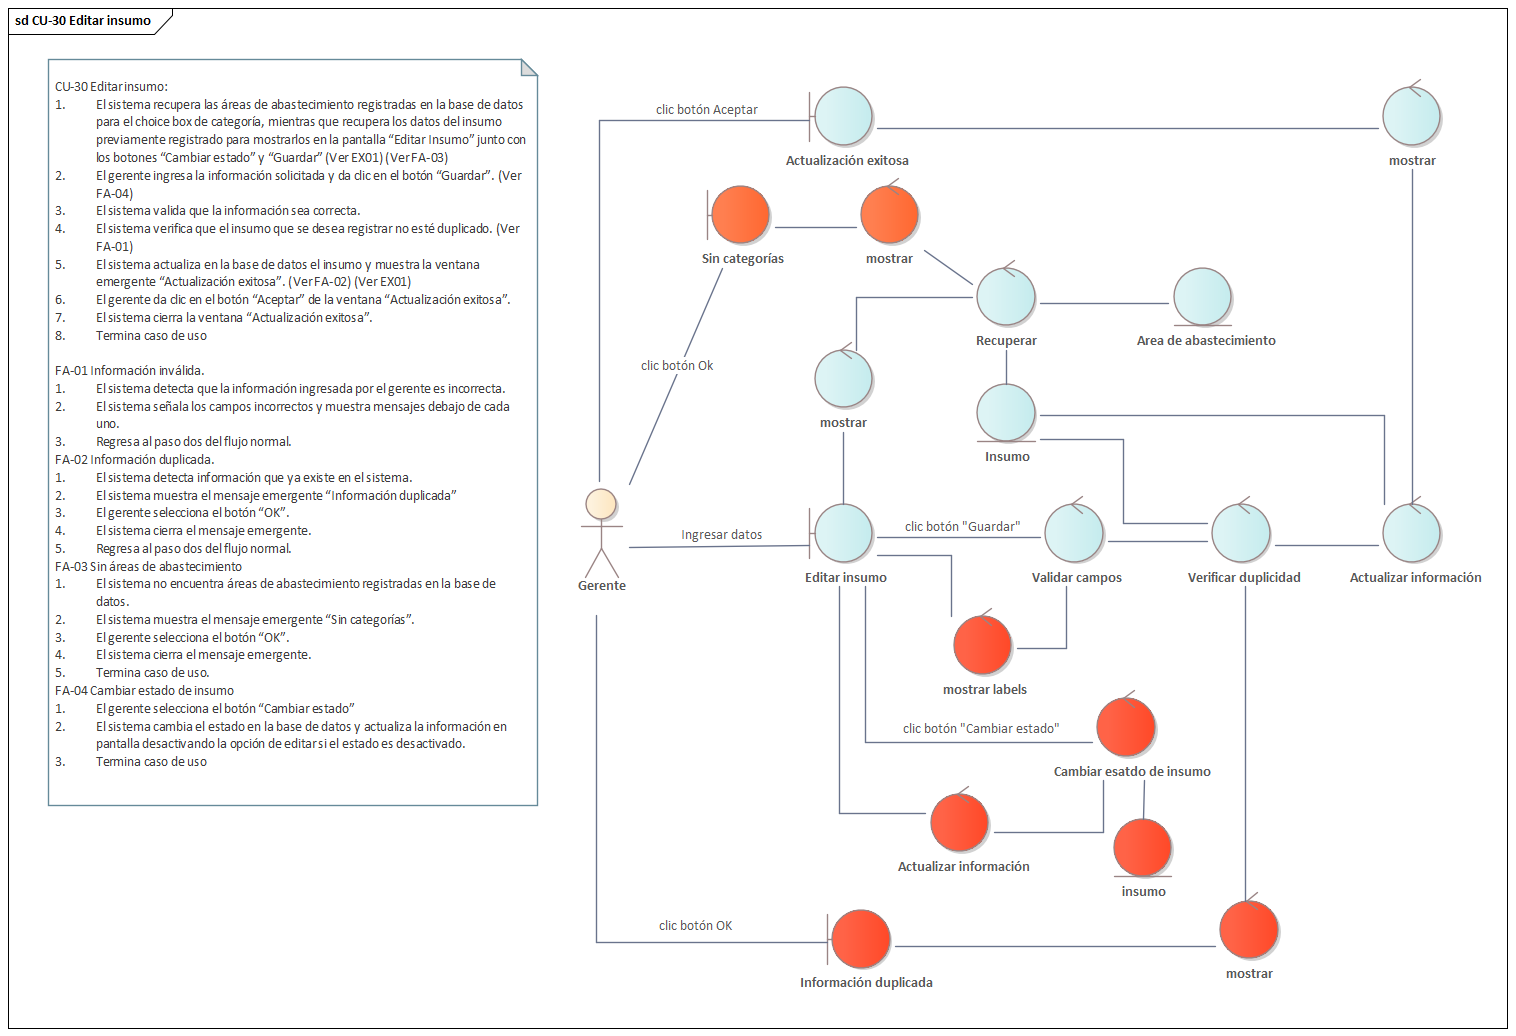 sd CU-30 Editar insumo
CU-30 Editar insumo:
1. El sistema recupera las áreas de abastecimiento registradas en la base de datos
para el choice box de categoría, mientras que recupera los datos del insumo
previamente registrado para mostrarlos en la pantalla “Editar Insumo” junto con
los botones “Cambiar estado” y “Guardar” (Ver EX01) (Ver FA-03)
2. El gerente ingresa la información solicitada y da clic en el botón “Guardar”. (Ver
FA-04)
3. El sistema valida que la información sea correcta.
4. El sistema verifica que el insumo que se desea registrar no esté duplicado. (Ver
FA-01)
5. El sistema actualiza en la base de datos el insumo y muestra la ventana
emergente “Actualización exitosa”. (Ver FA-02) (Ver EX01)
6. El gerente da clic en el botón “Aceptar” de la ventana “Actualización exitosa”.
7. El sistema cierra la ventana “Actualización exitosa”.
8. Termina caso de uso
FA-01 Información inválida.
1. El sistema detecta que la información ingresada por el gerente es incorrecta.
2. El sistema señala los campos incorrectos y muestra mensajes debajo de cada
uno.
3. Regresa al paso dos del flujo normal.
FA-02 Información duplicada.
1. El sistema detecta información que ya existe en el sistema.
2. El sistema muestra el mensaje emergente “Información duplicada”
3. El gerente selecciona el botón “OK”.
4. El sistema cierra el mensaje emergente.
5. Regresa al paso dos del flujo normal.
FA-03 Sin áreas de abastecimiento
1. El sistema no encuentra áreas de abastecimiento registradas en la base de
datos.
2. El sistema muestra el mensaje emergente “Sin categorías”.
3. El gerente selecciona el botón “OK”.
4. El sistema cierra el mensaje emergente.
5. Termina caso de uso.
FA-04 Cambiar estado de insumo
1. El gerente selecciona el botón “Cambiar estado”
2. El sistema cambia el estado en la base de datos y actualiza la información en
pantalla desactivando la opción de editar si el estado es desactivado.
3. Termina caso de uso
clic botón Aceptar
Actualización exitosa
mostrar
Sin categorías
mostrar
Recuperar
Area de abastecimiento
clic botón Ok
mostrar
Insumo
Gerente
Ingresar datos
Editar insumo
clic botón "Guardar"
Validar campos
Verificar duplicidad
Actualizar información
mostrar labels
clic botón "Cambiar estado"
Cambiar esatdo de insumo
Actualizar información
insumo
clic botón OK
Información duplicada
mostrar